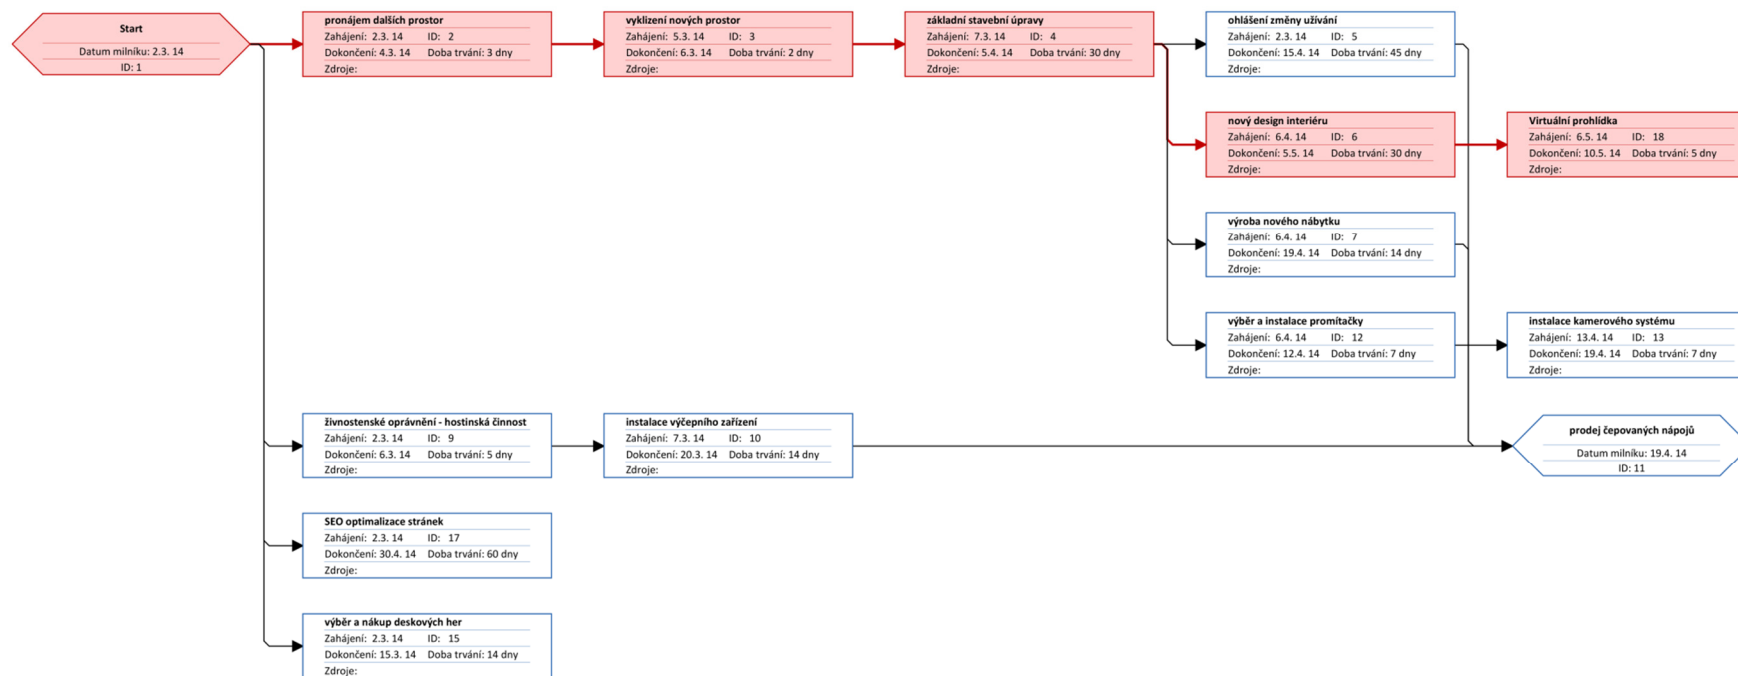 Start
Datum milníku: 2.3. 14
ID: 1
pronájem dalších prostor
Zahájení: 2.3. 14 ID: 2
Dokončení: 4.3. 14 Doba trvání: 3 dny
Zdroje:
vyklizení nových prostor
Zahájení: 5.3. 14 ID: 3
Dokončení: 6.3. 14 Doba trvání: 2 dny
Zdroje:
základní stavební úpravy
Zahájení: 7.3. 14 ID: 4
Dokončení: 5.4. 14 Doba trvání: 30 dny
Zdroje:
ohlášení změny užívání
Zahájení: 2.3. 14 ID: 5
Dokončení: 15.4. 14 Doba trvání: 45 dny
Zdroje:
nový design interiéru
Zahájení: 6.4. 14 ID: 6
Dokončení: 5.5. 14 Doba trvání: 30 dny
Zdroje:
Virtuální prohlídka
Zahájení: 6.5. 14 ID: 18
Dokončení: 10.5. 14 Doba trvání: 5 dny
Zdroje:
výroba nového nábytku
Zahájení: 6.4. 14 ID: 7
Dokončení: 19.4. 14 Doba trvání: 14 dny
Zdroje:
výběr a instalace promítačky
Zahájení: 6.4. 14 ID: 12
Dokončení: 12.4. 14 Doba trvání: 7 dny
Zdroje:
instalace kamerového systému
Zahájení: 13.4. 14 ID: 13
Dokončení: 19.4. 14 Doba trvání: 7 dny
Zdroje:
živnostenské oprávnění - hostinská činnost
Zahájení: 2.3. 14 ID: 9
Dokončení: 6.3. 14 Doba trvání: 5 dny
Zdroje:
instalace výčepního zařízení
Zahájení: 7.3. 14 ID: 10
Dokončení: 20.3. 14 Doba trvání: 14 dny
Zdroje:
prodej čepovaných nápojů
Datum milníku: 19.4. 14
ID: 11
SEO optimalizace stránek
Zahájení: 2.3. 14 ID: 17
Dokončení: 30.4. 14 Doba trvání: 60 dny
Zdroje:
výběr a nákup deskových her
Zahájení: 2.3. 14 ID: 15
Dokončení: 15.3. 14 Doba trvání: 14 dny
Zdroje: